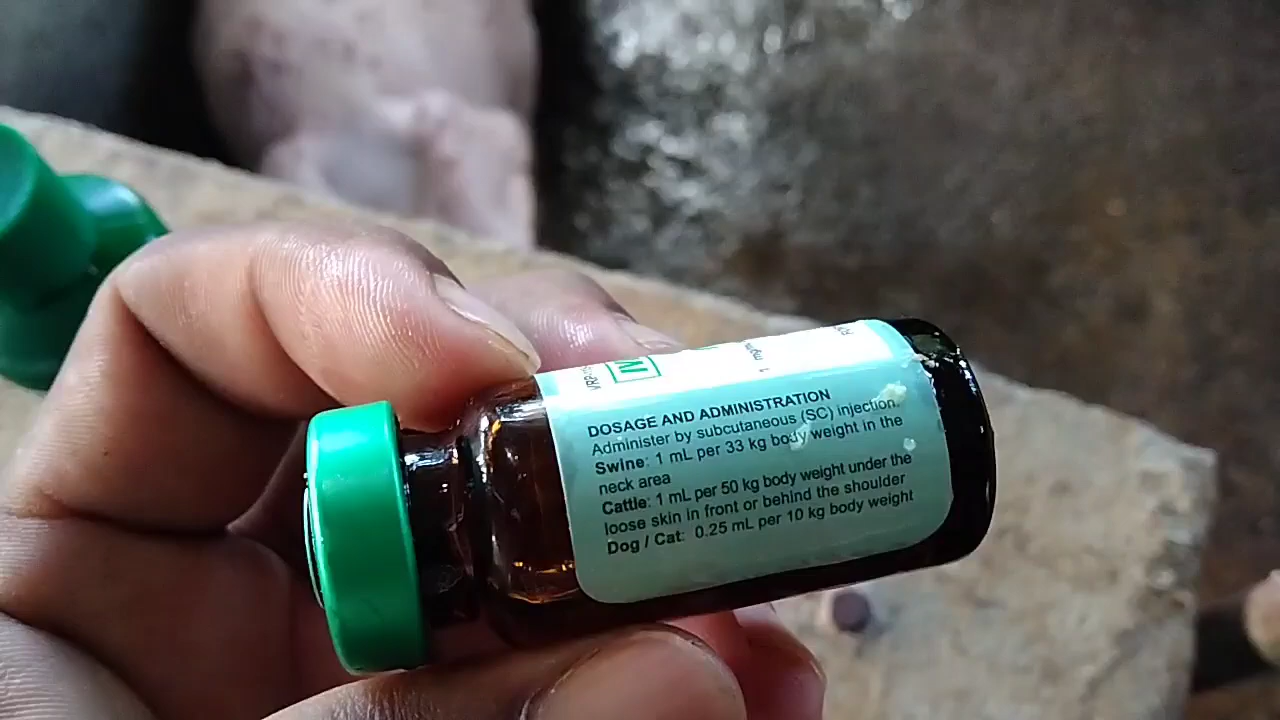 DOSAGE AND ADMINISTRATION
Administer by subcutaneous (SC) injection.
Swine: 1 mL per 33 kg body weight in the
neck area
Cattle: 1 mL per 50 kg body weight under the
loose skin in front or behind the shoulder
Dog / Cat: 0.25 mL per 10 kg body weight